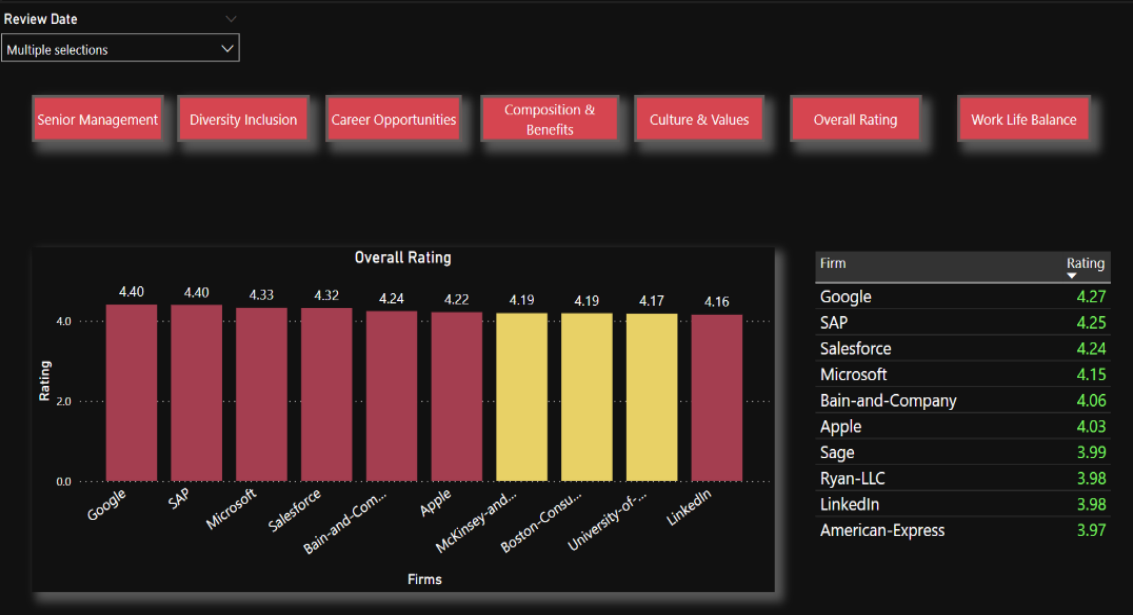 Review Date
Multiple selections
Senior Management
Diversity Inclusion
Career Opportunities
Composition &
Benefits
Culture & Values
Overall Rating
Work Life Balance
Overall Rating
4.40 4.40 4.33 4.32 4.24 4.22 4.19 4.19 4.17 4.16
4.0
2.0
0.0
Rating
Google SAP Microsoft Salesforce Bain-and-Com... Apple McKinsey-and... Boston-Consu... University-of-... LinkedIn
Firms
Firm Rating
Google 4.27
SAP 4.25
Salesforce 4.24
Microsoft 4.15
Bain-and-Company 4.06
Apple 4.03
Sage 3.99
Ryan-LLC 3.98
LinkedIn 3.98
American-Express 3.97